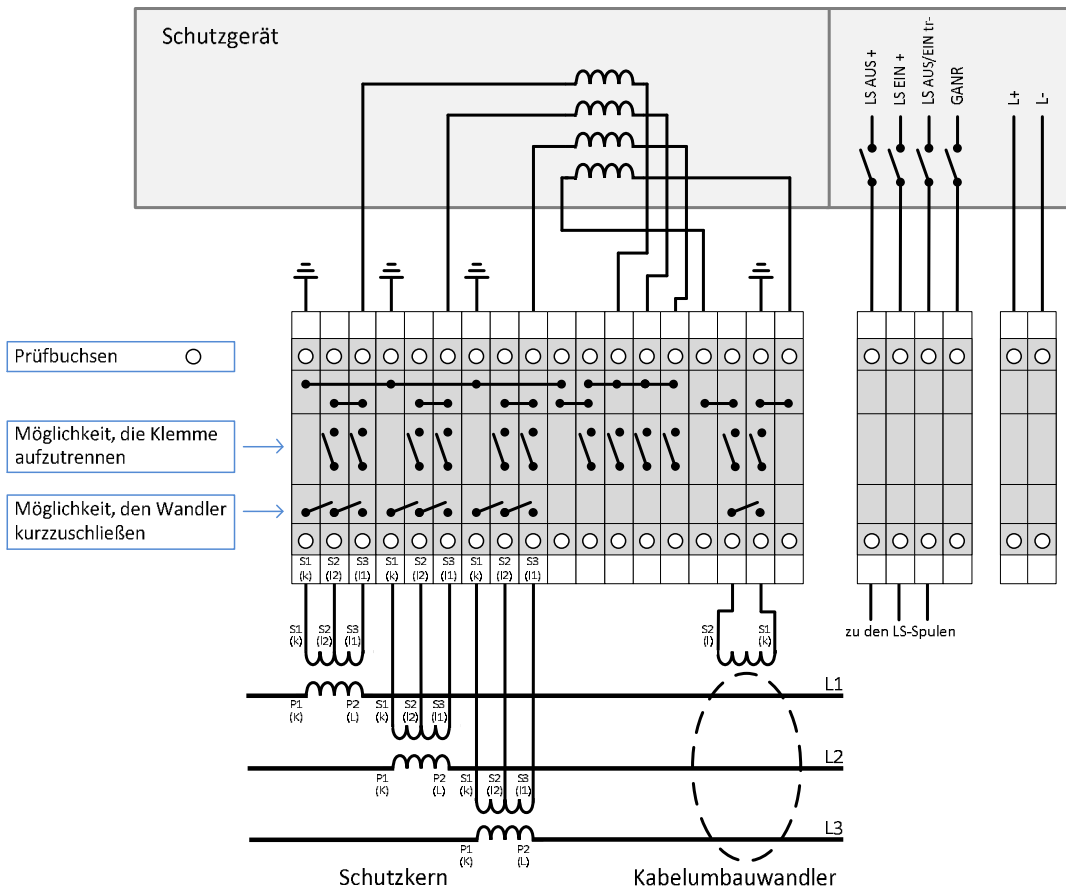 Schutzgerät
LS AUS +
LS EIN +
LS AUS/EIN tr-
GANR
L+
L-
Prüfbuchsen
Möglichkeit, die Klemme
aufzutrennen
Möglichkeit, den Wandler
kurzzuschließen
S1 S2 S3 S1 S2 S3 S1 S2 S3
(k) (l2) (l1) (k) (l2) (l1) (k) (l2) (l1)
S1 S2 S3
(k) (l2) (l1)
S2 S1
(l) (k)
zu den LS-Spulen
L1
P1 P2
(K) (L)
S1 S2 S3
(k) (l2) (l1)
L2
P1 P2
(K) (L)
S1 S2 S3
(k) (l2) (l1)
L3
P1 P2
(K) (L)
Schutzkern
Kabelumbauwandler